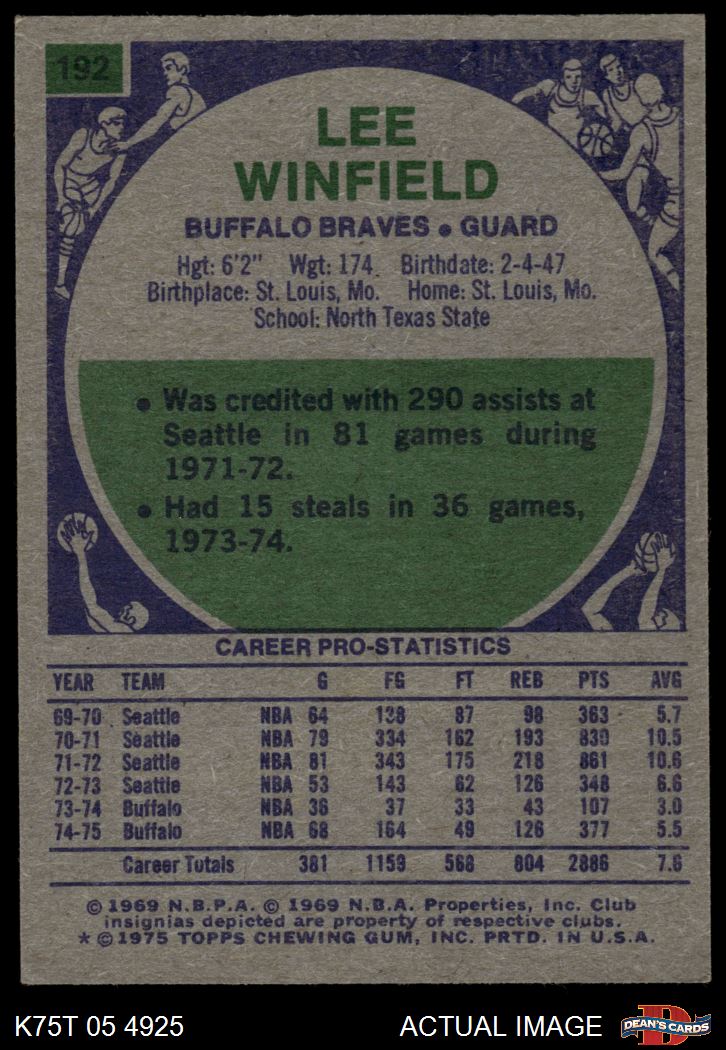 192
LEE
WINFIELD
BUFFALO BRAVES • GUARD
Hgt: 6'2" Wgt: 174 Birthdate: 2-4-47
Birthplace: St. Louis, Mo. Home: St. Louis, Mo.
School: North Texas State
• Was credited with 290 assists at
Seattle in 81 games during
1971-72.
• Had 15 steals in 36 games,
1973-74.
CAREER PRO-STATISTICS
YEAR TEAM G FG FT REB PTS AVG
69-70 Seattle NBA 64 138 87 98 363 5.7
70-71 Seattle NBA 79 334 162 193 830 10.5
71-72 Seattle NBA 81 343 175 218 861 10.6
72-73 Seattle NBA 53 143 62 126 348 6.6
73-74 Buffalo NBA 36 37 33 43 107 3.0
74-75 Buffalo NBA 68 164 49 126 377 5.5
Career Totals 381 1159 568 804 2886 7.6
© 1969 N.B.P.A. © 1969 N.B.A. Properties, Inc. Club
insignias depicted are property of respective clubs.
* © 1975 TOPPS CHEWING GUM, INC. PRTD. IN U.S.A.
K75T 05 4925 ACTUAL IMAGE
D
DEAN'S CARDS